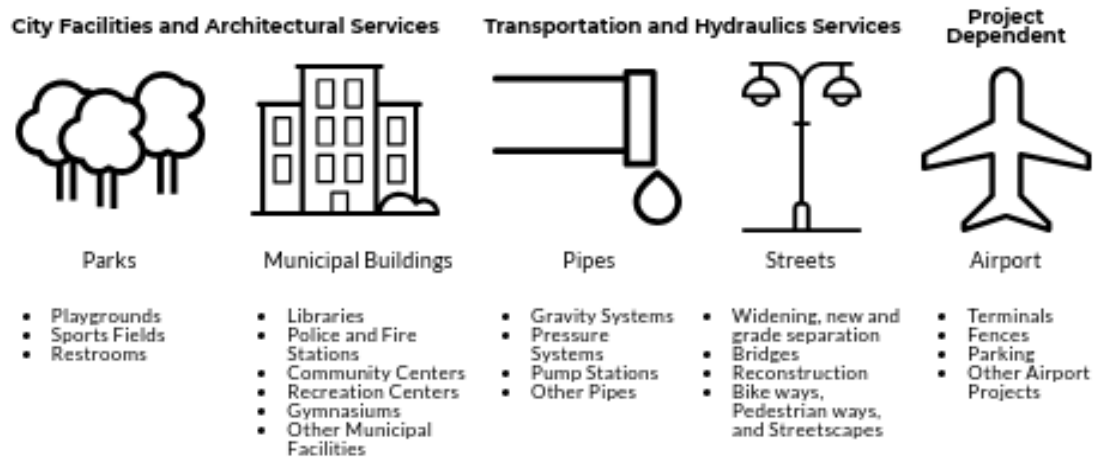 City Facilities and Architectural Services
Transportation and Hydraulics Services
Project
Dependent
Parks
Municipal Buildings
Pipes
Streets
Airport
• Playgrounds
• Sports Fields
• Restrooms
• Libraries
• Police and Fire
Stations
• Community Centers
• Recreation Centers
• Gymnasiums
• Other Municipal
Facilities
• Gravity Systems
• Pressure
Systems
• Pump Stations
• Other Pipes
• Widening, new and
grade separation
• Bridges
• Reconstruction
• Bike ways,
Pedestrian ways,
and Streetscapes
• Terminals
• Fences
• Parking
• Other Airport
Projects